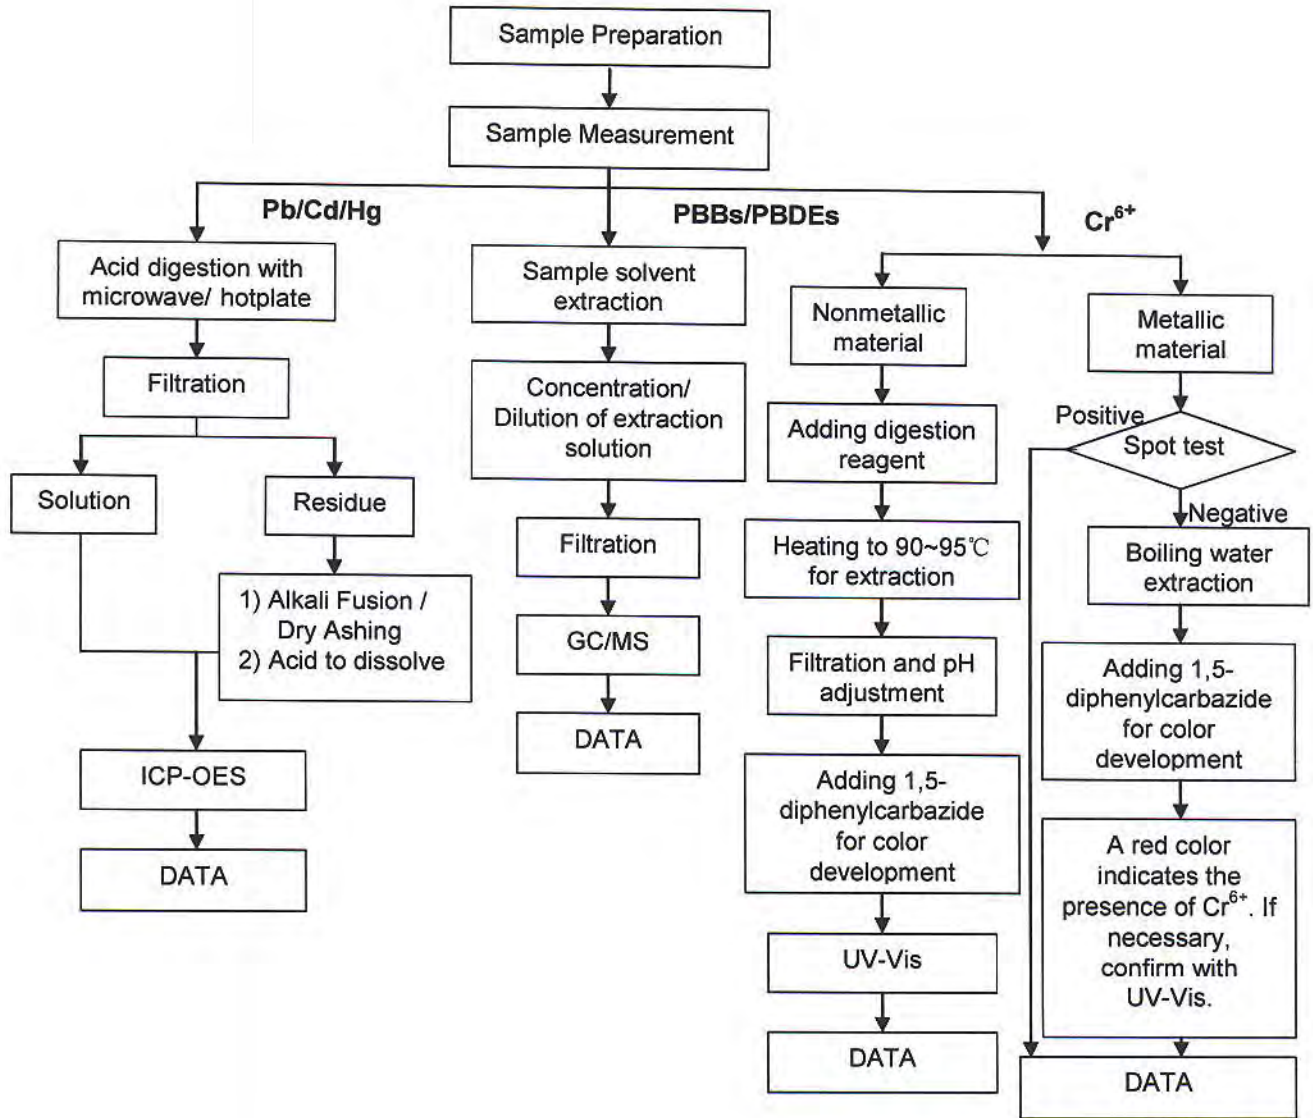 Sample Preparation
Sample Measurement
Pb/Cd/Hg
PBBs/PBDEs
Cr⁶⁺
Acid digestion with
microwave/ hotplate
Filtration
Solution
Residue
1) Alkali Fusion /
Dry Ashing
2) Acid to dissolve
ICP-OES
DATA
Sample solvent
extraction
Concentration/
Dilution of extraction
solution
Filtration
GC/MS
DATA
Nonmetallic
material
Adding digestion
reagent
Heating to 90~95℃
for extraction
Filtration and pH
adjustment
Adding 1,5-
diphenylcarbazide
for color
development
UV-Vis
DATA
Metallic
material
Positive
Spot test
Negative
Boiling water
extraction
Adding 1,5-
diphenylcarbazide
for color
development
A red color
indicates the
presence of Cr⁶⁺. If
necessary,
confirm with
UV-Vis.
DATA